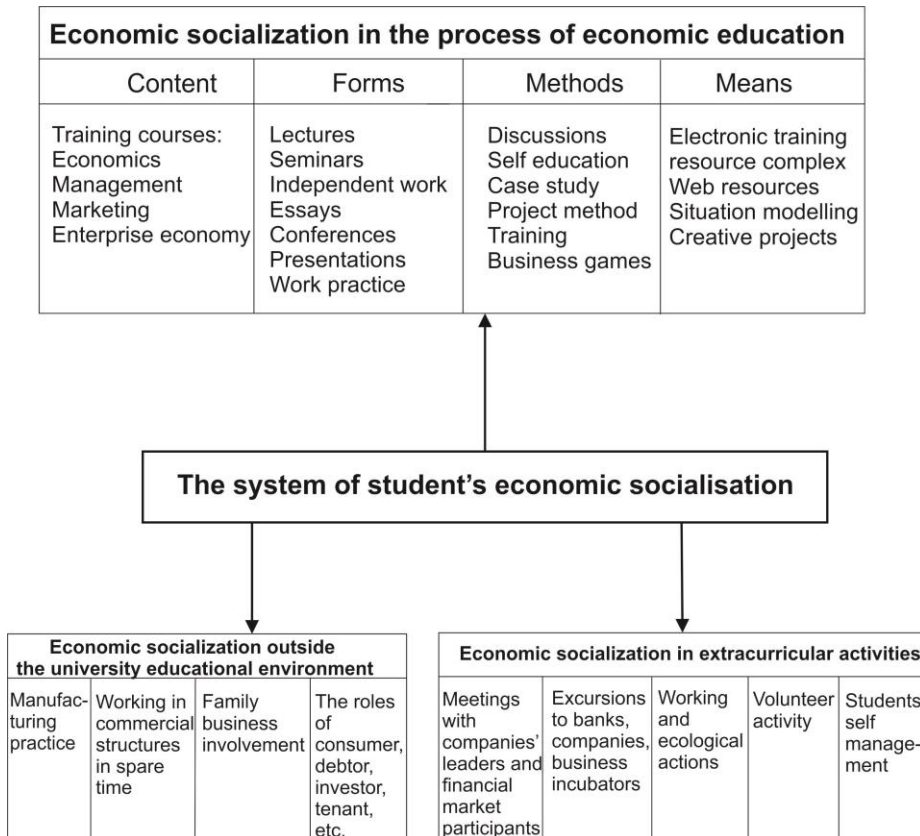 Economic socialization in the process of economic education
Content
Forms
Methods
Means
Training courses:
Economics
Management
Marketing
Enterprise economy
Lectures
Seminars
Independent work
Essays
Conferences
Presentations
Work practice
Discussions
Self education
Case study
Project method
Training
Business games
Electronic training
resource complex
Web resources
Situation modelling
Creative projects
The system of student’s economic socialisation
Economic socialization outside
the university educational environment
Manufac-
turing
practice
Working in
commercial
structures
in spare
time
Family
business
involvement
The roles
of
consumer,
debtor,
investor,
tenant,
etc.
Economic socialization in extracurricular activities
Meetings
with
companies’
leaders and
financial
market
participants
Excursions
to banks,
companies,
business
incubators
Working
and
ecological
actions
Volunteer
activity
Students
self
manage-
ment